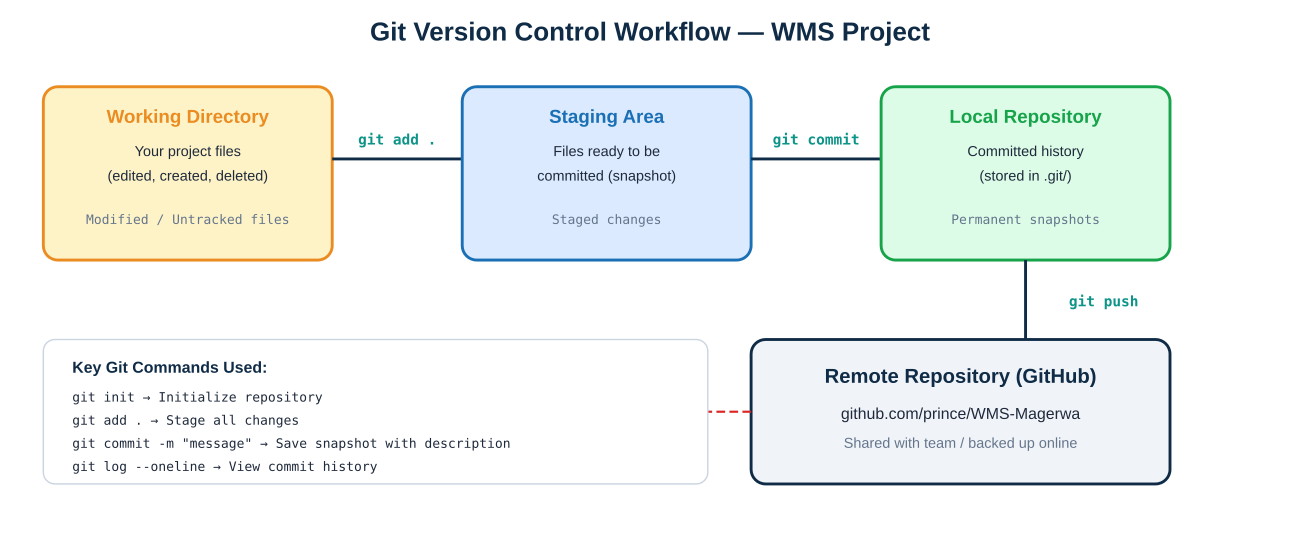 Git Version Control Workflow — WMS Project
Working Directory
Your project files
(edited, created, deleted)
Modified / Untracked files
git add .
Staging Area
Files ready to be
committed (snapshot)
Staged changes
git commit
Local Repository
Committed history
(stored in .git/)
Permanent snapshots
git push
Key Git Commands Used:
git init → Initialize repository
git add . → Stage all changes
git commit -m "message" → Save snapshot with description
git log --oneline → View commit history
Remote Repository (GitHub)
github.com/prince/WMS-Magerwa
Shared with team / backed up online